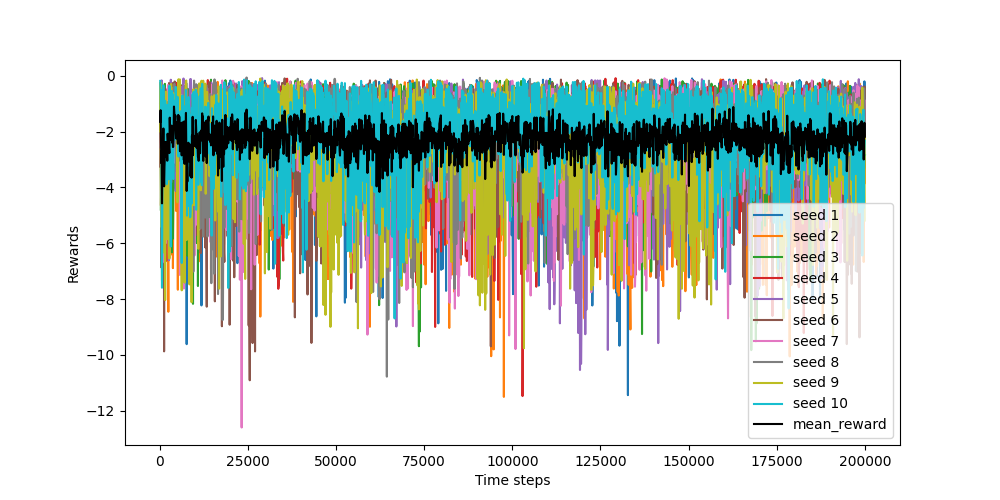 0
−2
−4
−6
−8
−10
−12
Rewards
seed 1
seed 2
seed 3
seed 4
seed 5
seed 6
seed 7
seed 8
seed 9
seed 10
mean_reward
0 25000 50000 75000 100000 125000 150000 175000 200000
Time steps